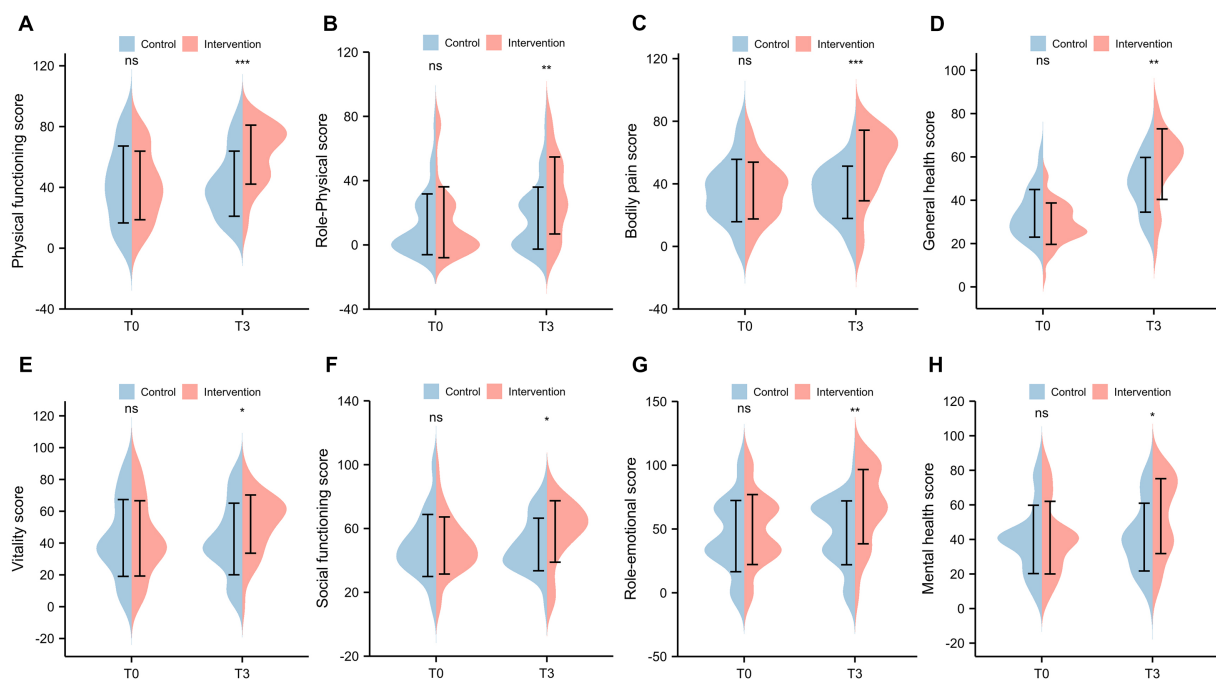 A
Control Intervention
Physical functioning score
120
80
40
0
-40
ns
***
T0 T3
B
Control Intervention
Role-Physical score
120
80
40
0
-40
ns
**
T0 T3
C
Control Intervention
Bodily pain score
120
80
40
0
-40
ns
***
T0 T3
D
Control Intervention
General health score
100
80
60
40
20
0
ns
**
T0 T3
E
Control Intervention
Vitality score
120
100
80
60
40
20
0
-20
ns
*
T0 T3
F
Control Intervention
Social functioning score
140
100
60
20
-20
ns
*
T0 T3
G
Control Intervention
Role-emotional score
150
100
50
0
-50
ns
**
T0 T3
H
Control Intervention
Mental health score
120
100
80
60
40
20
0
-20
ns
*
T0 T3